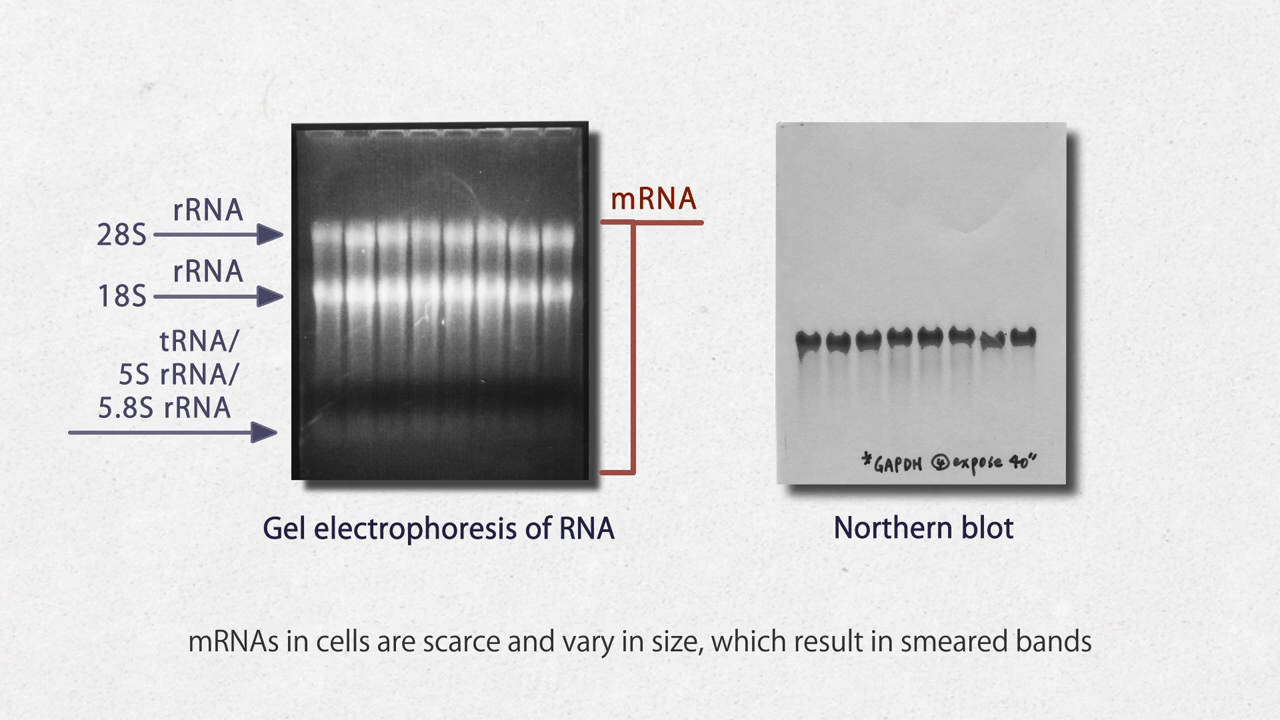 rRNA
28S
rRNA
18S
tRNA/
5S rRNA/
5.8S rRNA
mRNA
*GAPDH ④ expose 40"
Gel electrophoresis of RNA
Northern blot
mRNAs in cells are scarce and vary in size, which result in smeared bands